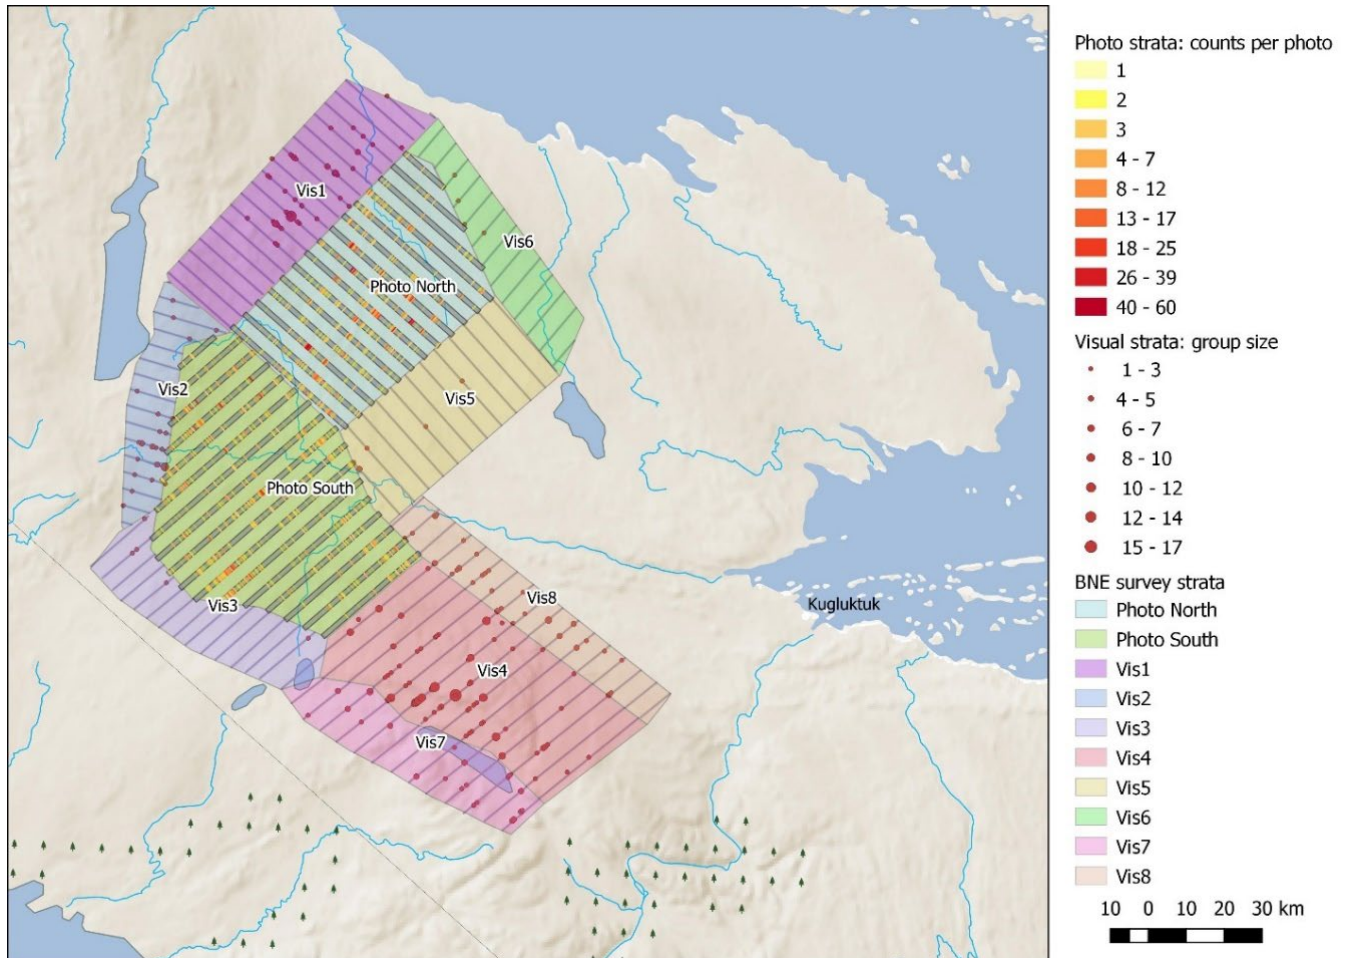 Vis1
Vis6
Photo North
Vis2
Vis5
Photo South
Vis3
Vis8
Kugluktuk
Vis4
Vis7
Photo strata: counts per photo
1
2
3
4 - 7
8 - 12
13 - 17
18 - 25
26 - 39
40 - 60
Visual strata: group size
1 - 3
4 - 5
6 - 7
8 - 10
10 - 12
12 - 14
15 - 17
BNE survey strata
Photo North
Photo South
Vis1
Vis2
Vis3
Vis4
Vis5
Vis6
Vis7
Vis8
10 0 10 20 30 km